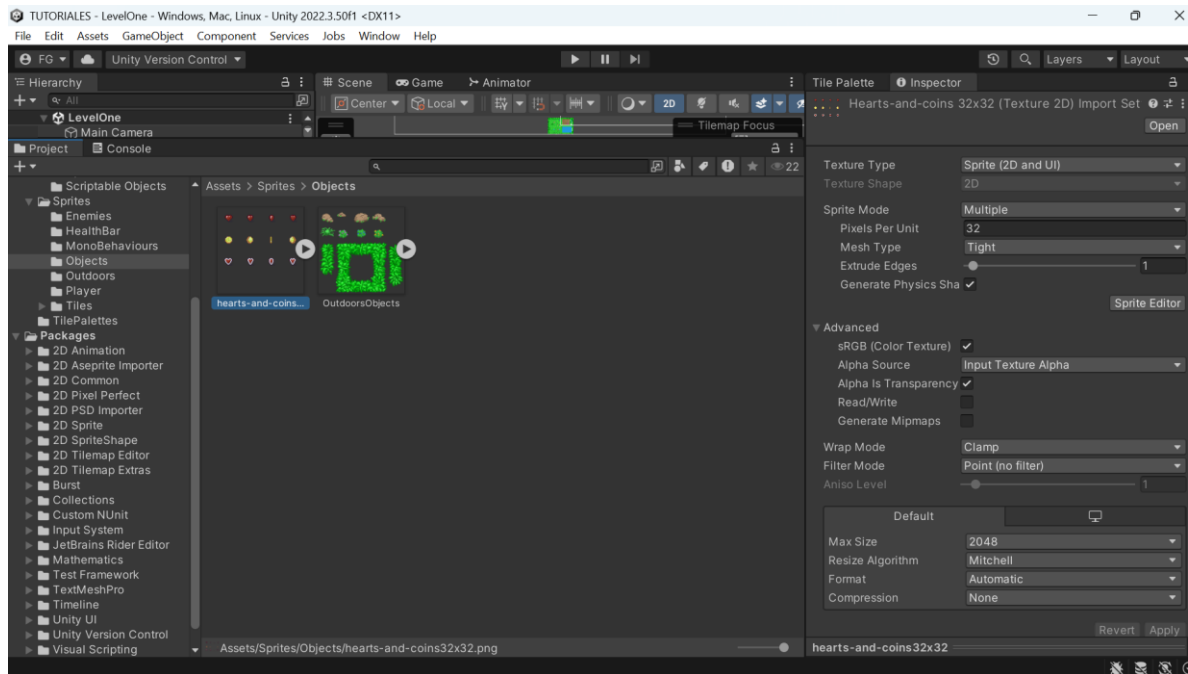 TUTORIALES - LevelOne - Windows, Mac, Linux - Unity 2022.3.50f1 <DX11>
File Edit Assets GameObject Component Services Jobs Window Help
FG Unity Version Control Layers Layout
Hierarchy
All
LevelOne
Main Camera
Scene Game Animator
Center Local 2D
Tilemap Focus
Project Console
22
Scriptable Objects
Sprites
Enemies
HealthBar
MonoBehaviours
Objects
Outdoors
Player
Tiles
TilePalettes
Packages
2D Animation
2D Aseprite Importer
2D Common
2D Pixel Perfect
2D PSD Importer
2D Sprite
2D SpriteShape
2D Tilemap Editor
2D Tilemap Extras
Burst
Collections
Custom NUnit
Input System
JetBrains Rider Editor
Mathematics
Test Framework
TextMeshPro
Timeline
Unity UI
Unity Version Control
Visual Scripting
Assets > Sprites > Objects
hearts-and-coins... OutdoorsObjects
Assets/Sprites/Objects/hearts-and-coins32x32.png
Tile Palette Inspector
Hearts-and-coins 32x32 (Texture 2D) Import Set
Open
Texture Type Sprite (2D and UI)
Texture Shape 2D
Sprite Mode Multiple
Pixels Per Unit 32
Mesh Type Tight
Extrude Edges 1
Generate Physics Sha
Sprite Editor
Advanced
sRGB (Color Texture)
Alpha Source Input Texture Alpha
Alpha Is Transparency
Read/Write
Generate Mipmaps
Wrap Mode Clamp
Filter Mode Point (no filter)
Aniso Level 1
Default
Max Size 2048
Resize Algorithm Mitchell
Format Automatic
Compression None
Revert Apply
hearts-and-coins32x32